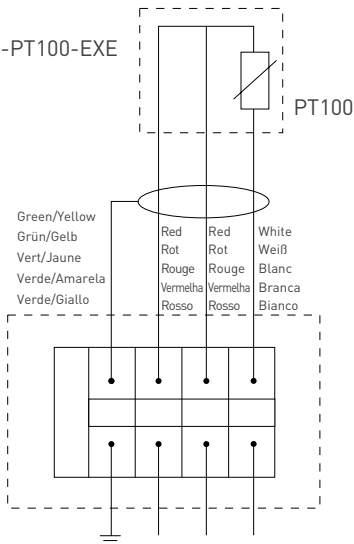 -PT100-EXE
PT100
Green/Yellow
Grün/Gelb
Vert/Jaune
Verde/Amarela
Verde/Giallo
Red
Rot
Rouge
Vermelha
Rosso
Red
Rot
Rouge
Vermelha
Rosso
White
Weiß
Blanc
Branca
Bianco